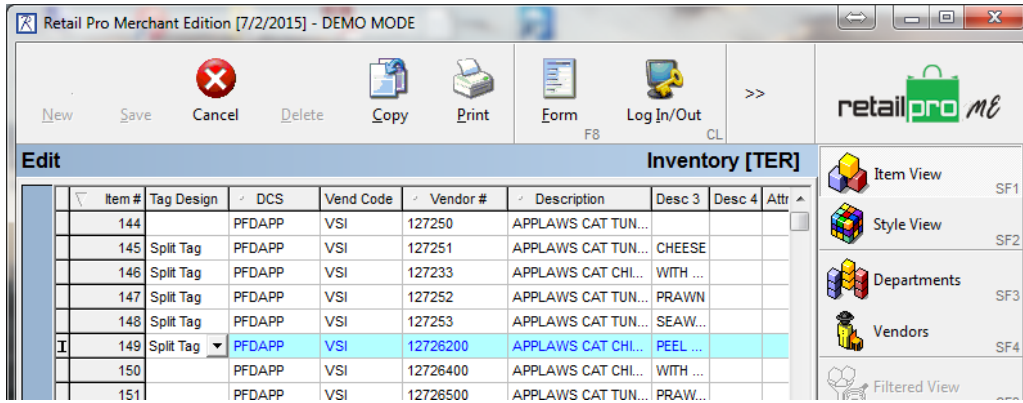 Retail Pro Merchant Edition [7/2/2015] - DEMO MODE
New Save Cancel Delete Copy Print Form Log In/Out >>
F8 CL
retailpro ME
Edit Inventory [TER]
Item View
SF1
Style View
SF2
Departments
SF3
Vendors
SF4
Filtered View
Item # Tag Design DCS Vend Code Vendor # Description Desc 3 Desc 4 Attr
144 PFDAPP VSI 127250 APPLAWS CAT TUN...
145 Split Tag PFDAPP VSI 127251 APPLAWS CAT TUN... CHEESE
146 Split Tag PFDAPP VSI 127233 APPLAWS CAT CHI... WITH ...
147 Split Tag PFDAPP VSI 127252 APPLAWS CAT TUN... PRAWN
148 Split Tag PFDAPP VSI 127253 APPLAWS CAT TUN... SEAW...
149 Split Tag PFDAPP VSI 12726200 APPLAWS CAT CHI... PEEL ...
150 PFDAPP VSI 12726400 APPLAWS CAT CHI... WITH ...
151 PFDAPP VSI 12726500 APPLAWS CAT TUN... PRAW...